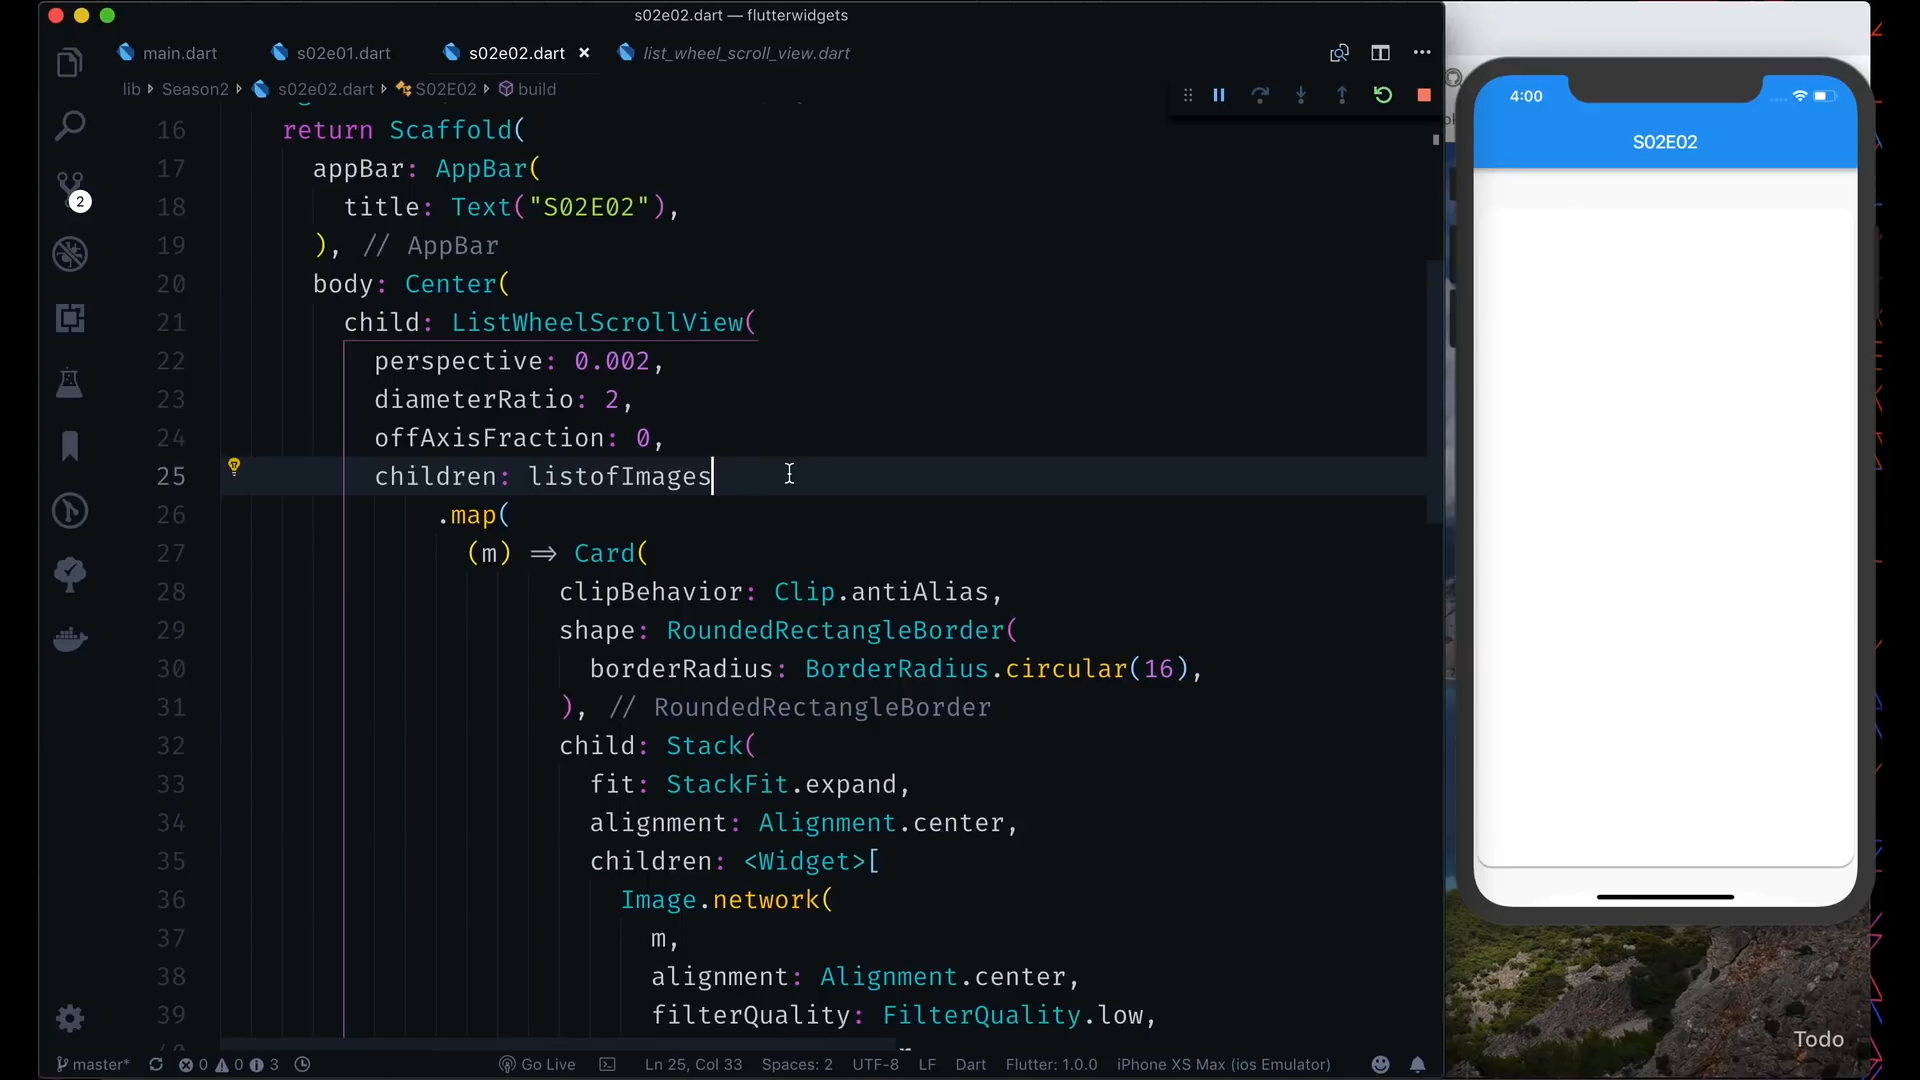 s02e02.dart — flutterwidgets
main.dart s02e01.dart s02e02.dart × list_wheel_scroll_view.dart
lib Season2 s02e02.dart S02E02 build
16 return Scaffold(
17 appBar: AppBar(
18 title: Text("S02E02"),
19 ), // AppBar
20 body: Center(
21 child: ListWheelScrollView(
22 perspective: 0.002,
23 diameterRatio: 2,
24 offAxisFraction: 0,
25 children: listofImages
26 .map(
27 (m) => Card(
28 clipBehavior: Clip.antiAlias,
29 shape: RoundedRectangleBorder(
30 borderRadius: BorderRadius.circular(16),
31 ), // RoundedRectangleBorder
32 child: Stack(
33 fit: StackFit.expand,
34 alignment: Alignment.center,
35 children: <Widget>[
36 Image.network(
37 m,
38 alignment: Alignment.center,
39 filterQuality: FilterQuality.low,
2
master* 0 0 3 Go Live Ln 25, Col 33 Spaces: 2 UTF-8 LF Dart Flutter: 1.0.0 iPhone XS Max (ios Emulator)
4:00
S02E02
Todo